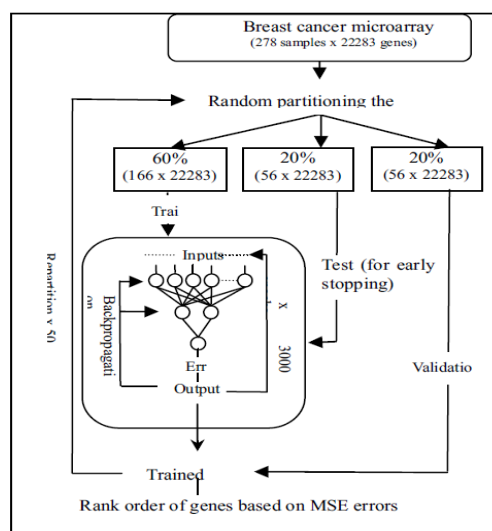 Breast cancer microarray
(278 samples x 22283 genes)
Random partitioning the
60%
(166 x 22283)
20%
(56 x 22283)
20%
(56 x 22283)
Trai
Inputs
Test (for early
stopping)
x
3000
Backpropagati
on
Err
Output
Repartition x 50
Validatio
Trained
Rank order of genes based on MSE errors